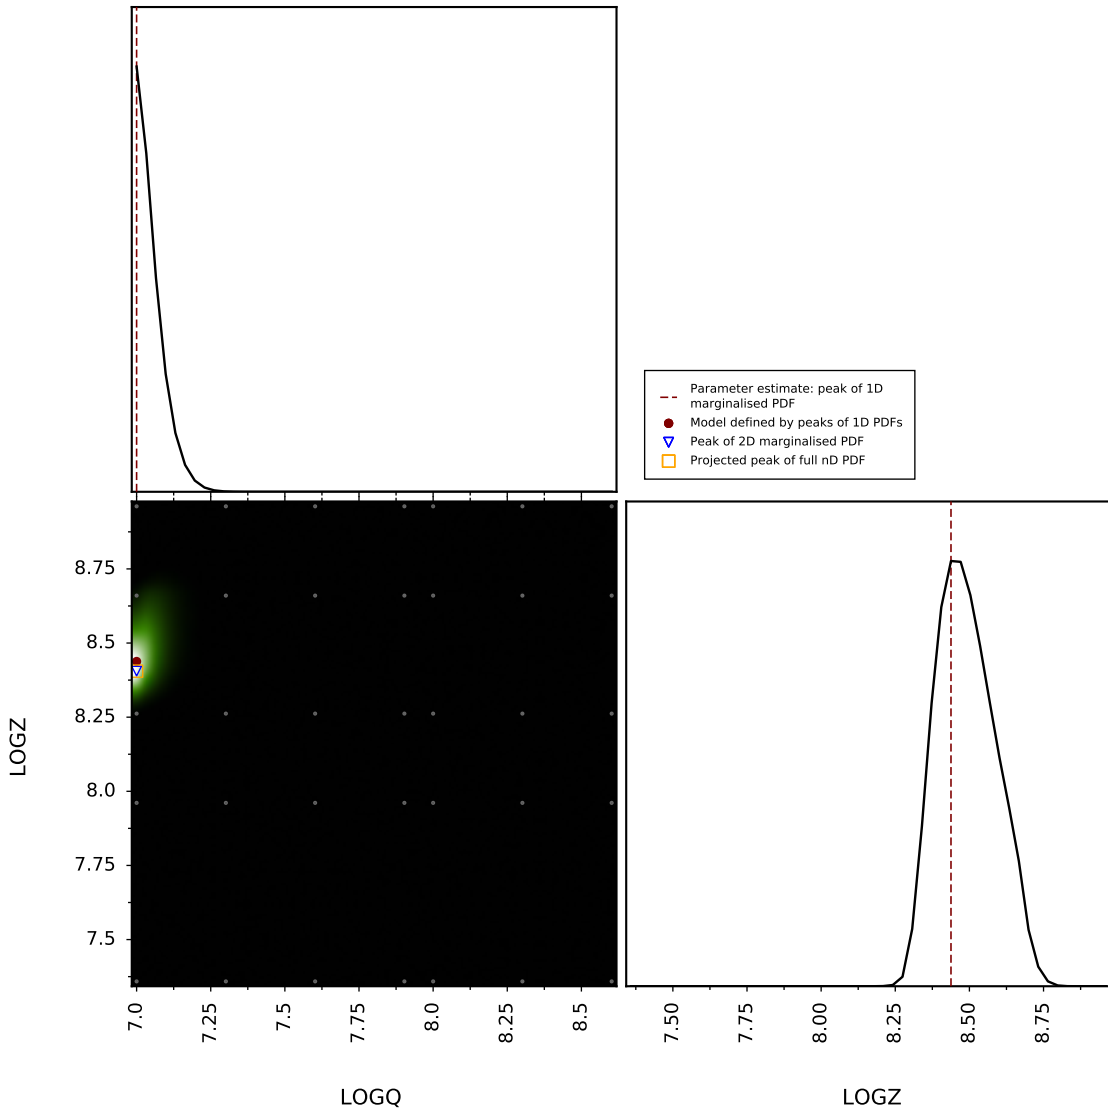 Parameter estimate: peak of 1D
marginalised PDF
Model defined by peaks of 1D PDFs
Peak of 2D marginalised PDF
Projected peak of full nD PDF
8.75
8.5
8.25
8.0
7.75
7.5
LOGZ
7.0
7.25
7.5
7.75
8.0
8.25
8.5
LOGQ
7.50
7.75
8.00
8.25
8.50
8.75
LOGZ